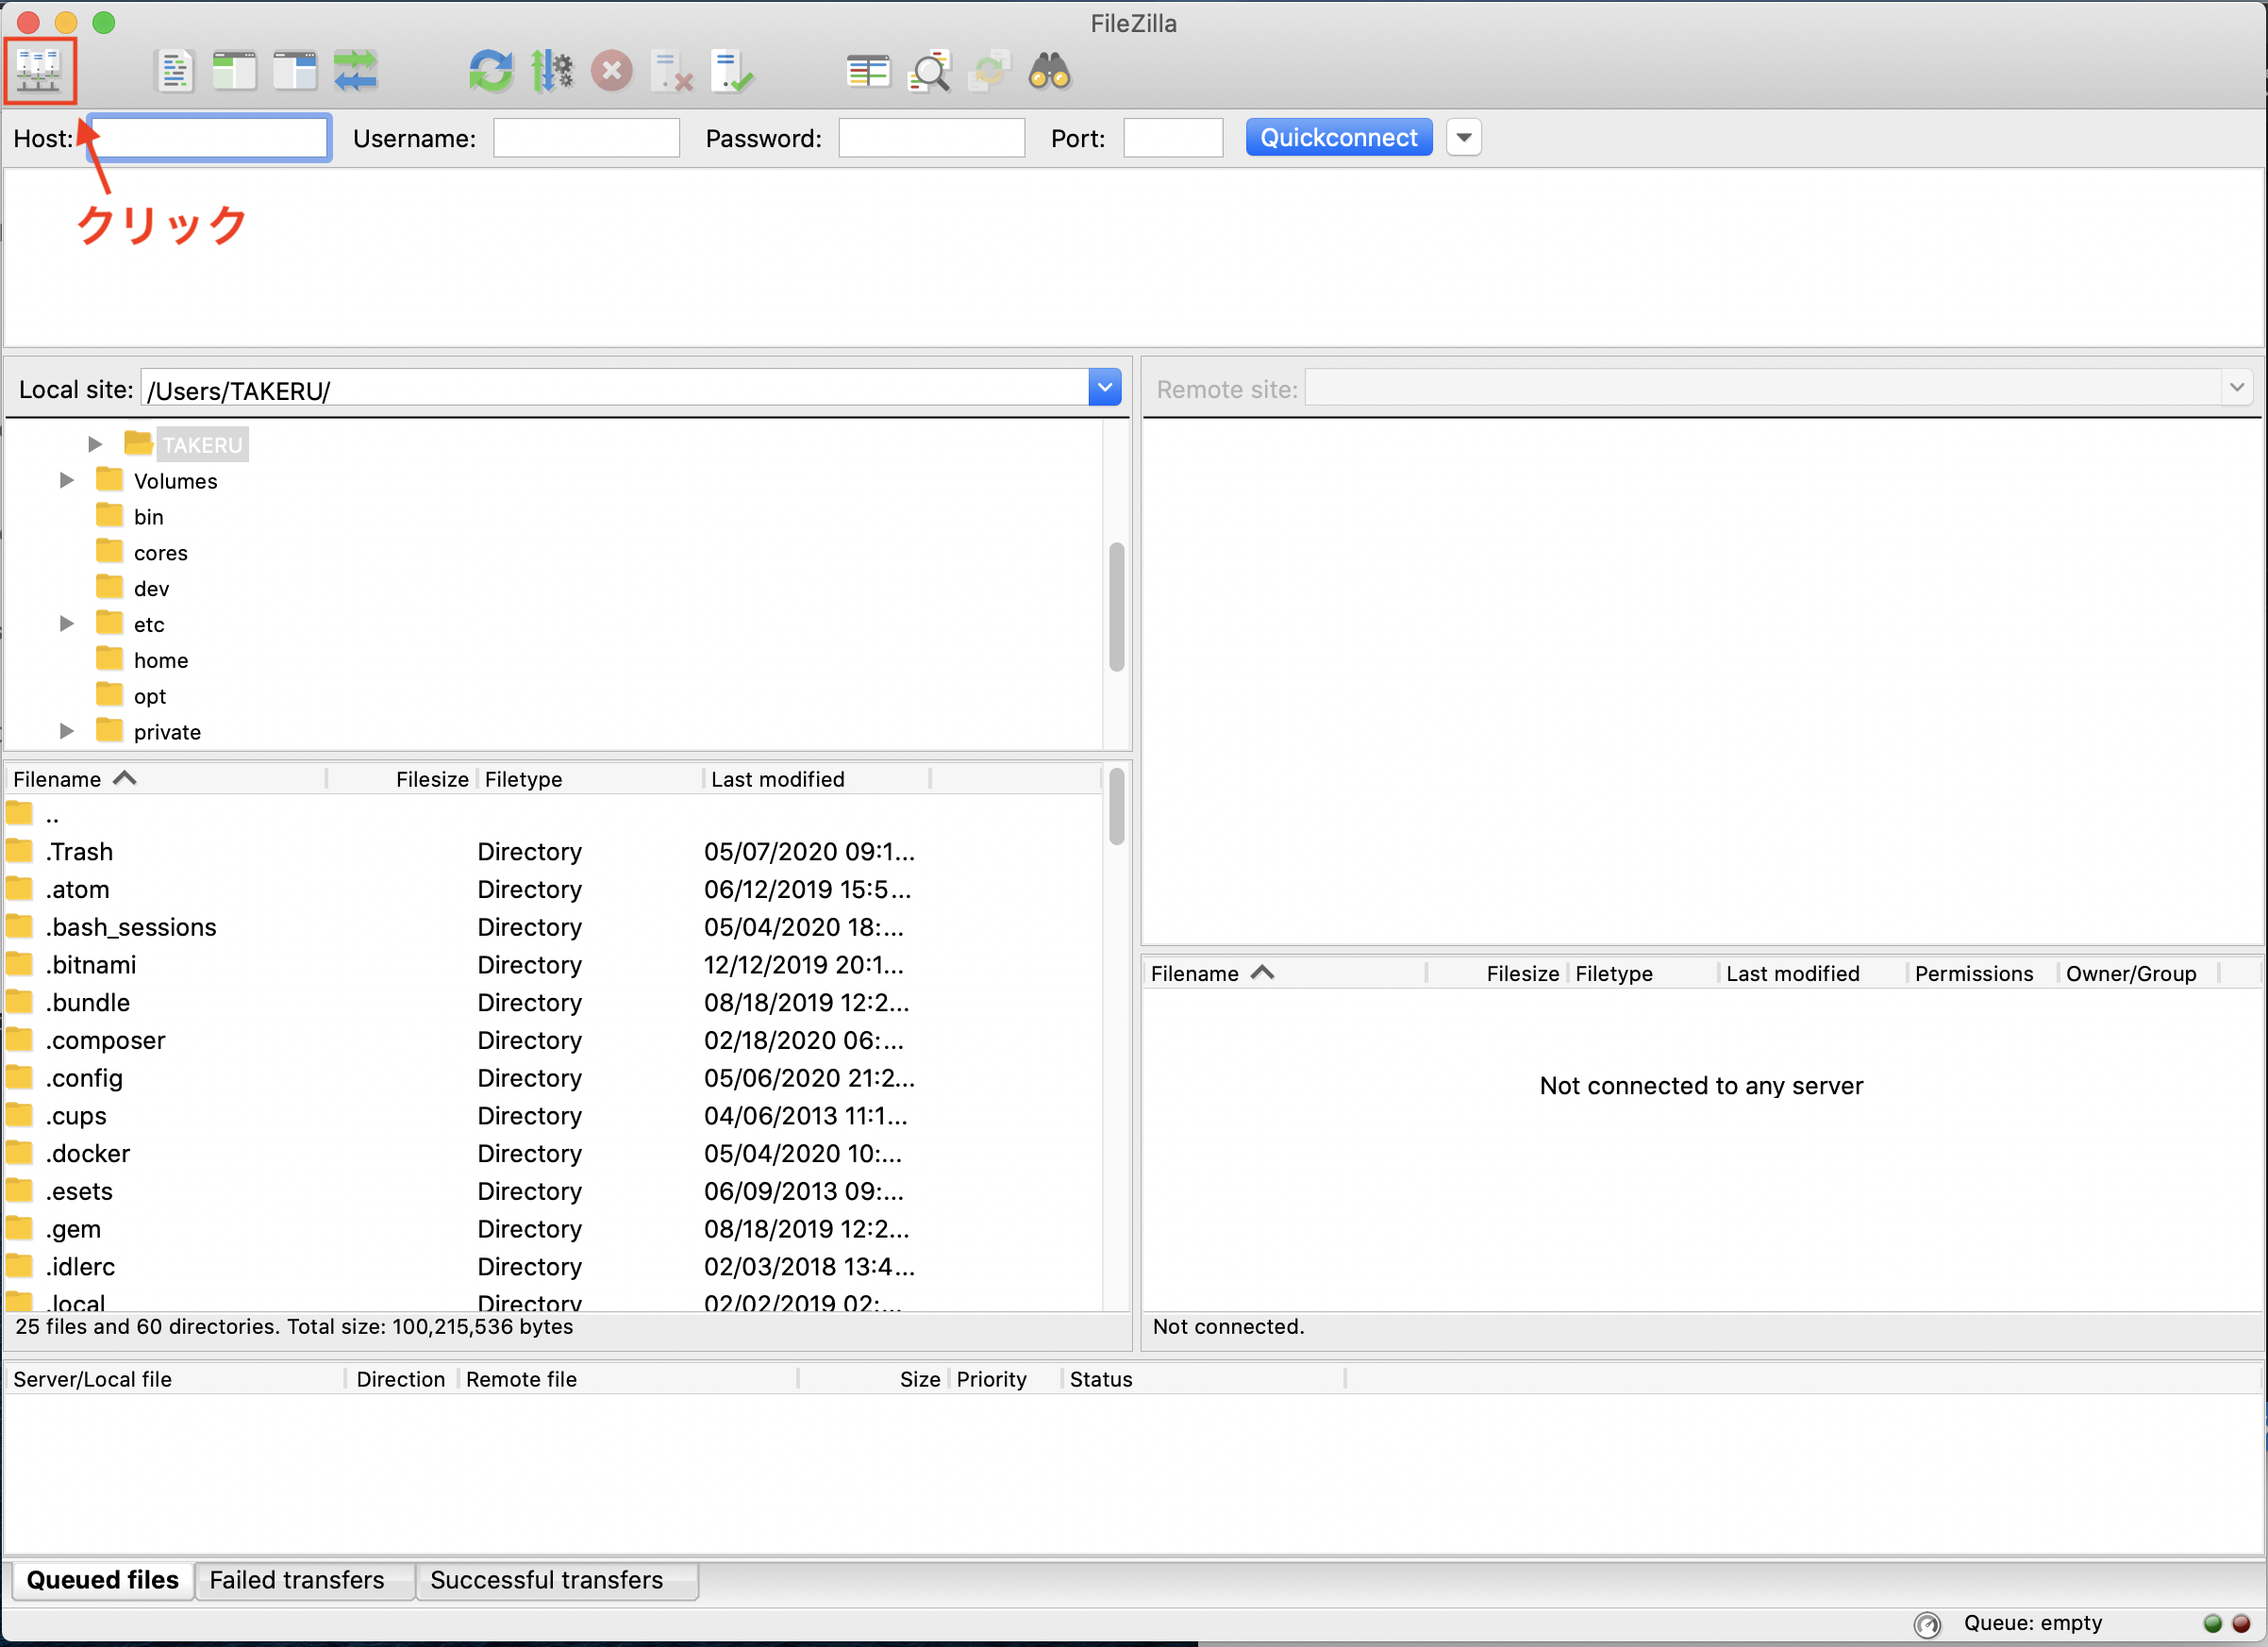 FileZilla
Host: Username: Password: Port: Quickconnect
クリック
Local site: /Users/TAKERU/
Remote site:
TAKERU
Volumes
bin
cores
dev
etc
home
opt
private
Filename Filesize Filetype Last modified
..
.Trash Directory 05/07/2020 09:1...
.atom Directory 06/12/2019 15:5...
.bash_sessions Directory 05/04/2020 18:...
.bitnami Directory 12/12/2019 20:1...
.bundle Directory 08/18/2019 12:2...
.composer Directory 02/18/2020 06:...
.config Directory 05/06/2020 21:2...
.cups Directory 04/06/2013 11:1...
.docker Directory 05/04/2020 10:...
.esets Directory 06/09/2013 09:...
.gem Directory 08/18/2019 12:2...
.idlerc Directory 02/03/2018 13:4...
.local Directory 02/02/2019 02:...
25 files and 60 directories. Total size: 100,215,536 bytes
Filename Filesize Filetype Last modified Permissions Owner/Group
Not connected to any server
Not connected.
Server/Local file Direction Remote file Size Priority Status
Queued files Failed transfers Successful transfers
Queue: empty